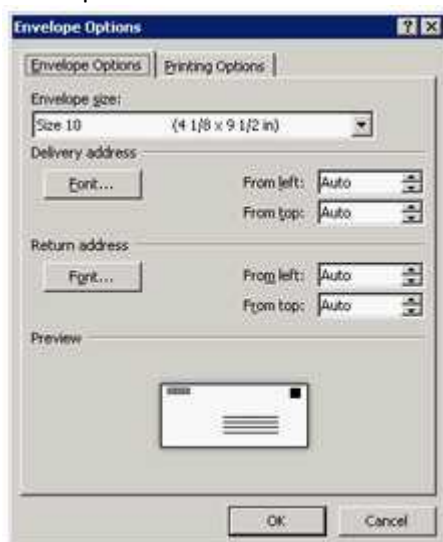 Envelope Options
Envelope Options Printing Options
Envelope size:
Size 10 (4 1/8 x 9 1/2 in)
Delivery address
Font... From left: Auto
From top: Auto
Return address
Font... From left: Auto
From top: Auto
Preview
OK Cancel